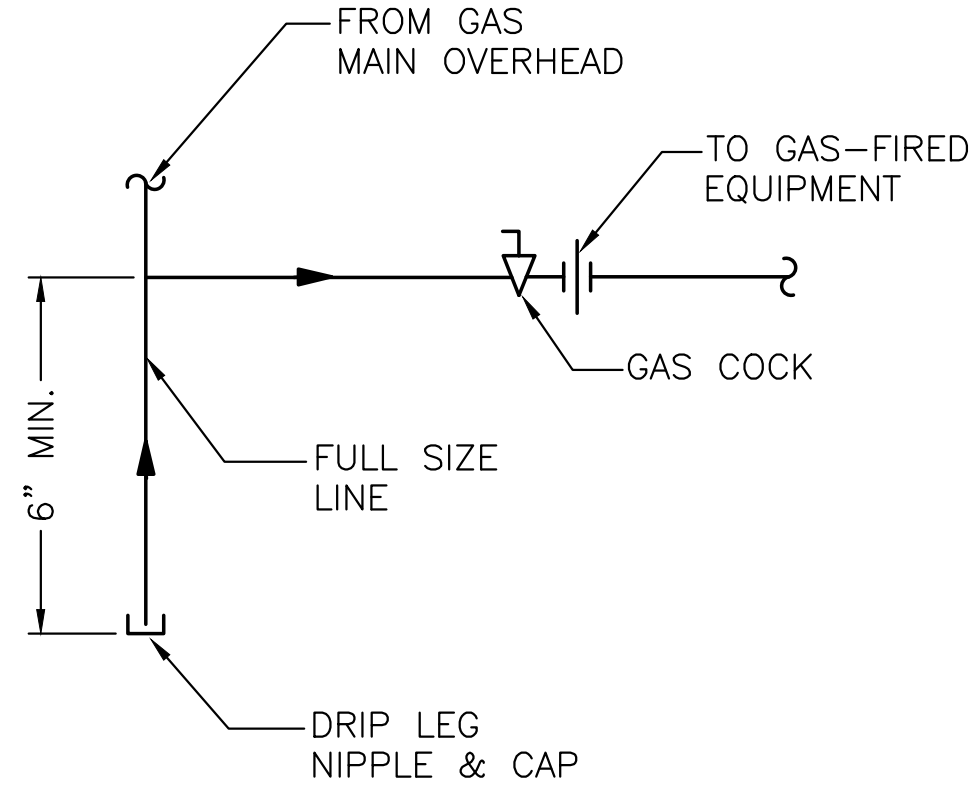 FROM GAS
MAIN OVERHEAD
TO GAS-FIRED
EQUIPMENT
GAS COCK
6" MIN.
FULL SIZE
LINE
DRIP LEG
NIPPLE & CAP